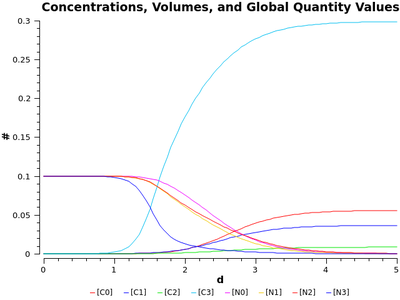 Concentrations, Volumes, and Global Quantity Values
0.3
0.25
0.2
#
0.15
0.1
0.05
0
0 1 2 3 4 5
d
[C0] [C1] [C2] [C3] [N0] [N1] [N2] [N3]